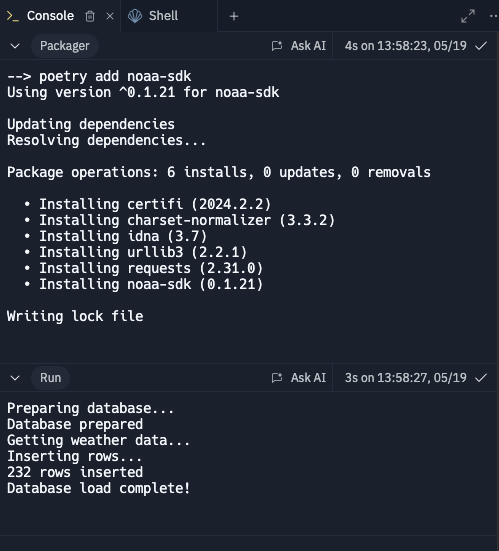 Console
Shell
Packager
Ask AI
4s on 13:58:23, 05/19
--> poetry add noaa-sdk
Using version ^0.1.21 for noaa-sdk
Updating dependencies
Resolving dependencies...
Package operations: 6 installs, 0 updates, 0 removals
• Installing certifi (2024.2.2)
• Installing charset-normalizer (3.3.2)
• Installing idna (3.7)
• Installing urllib3 (2.2.1)
• Installing requests (2.31.0)
• Installing noaa-sdk (0.1.21)
Writing lock file
Run
Ask AI
3s on 13:58:27, 05/19
Preparing database...
Database prepared
Getting weather data...
Inserting rows...
232 rows inserted
Database load complete!